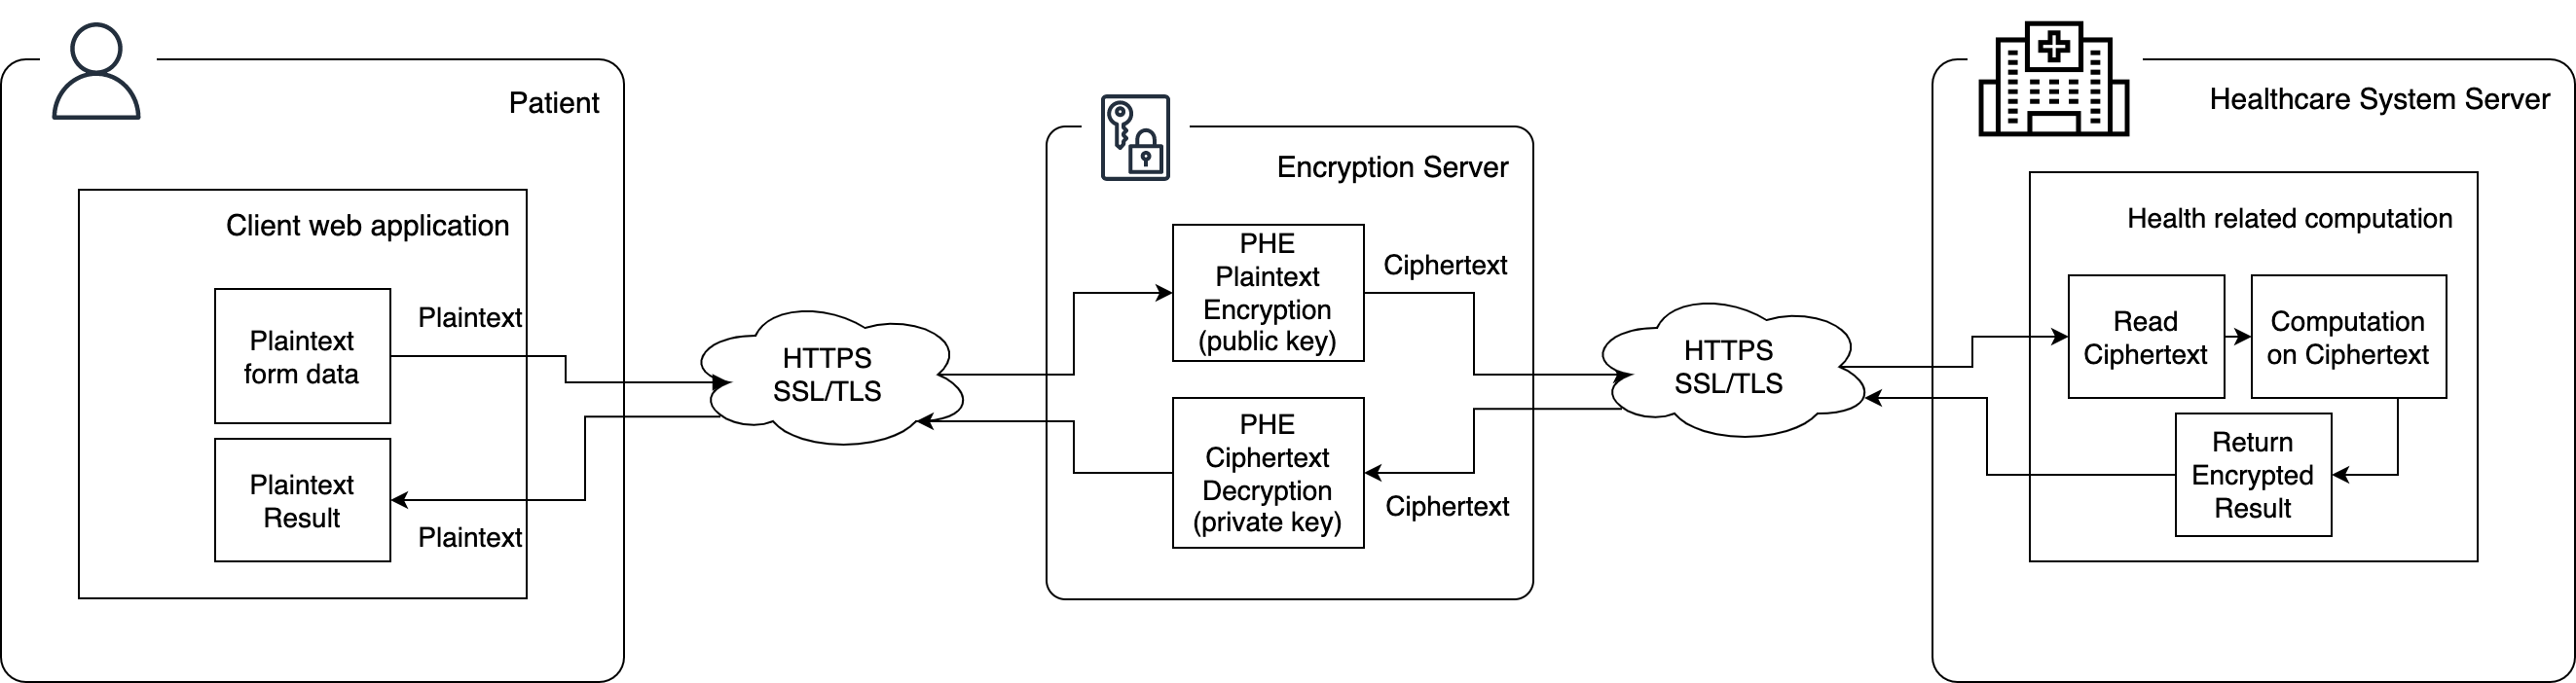 Patient
Client web application
Plaintext
form data
Plaintext
Plaintext
Result
Plaintext
HTTPS
SSL/TLS
Encryption Server
PHE
Plaintext
Encryption
(public key)
Ciphertext
PHE
Ciphertext
Decryption
(private key)
Ciphertext
HTTPS
SSL/TLS
Healthcare System Server
Health related computation
Read
Ciphertext
Computation
on Ciphertext
Return
Encrypted
Result